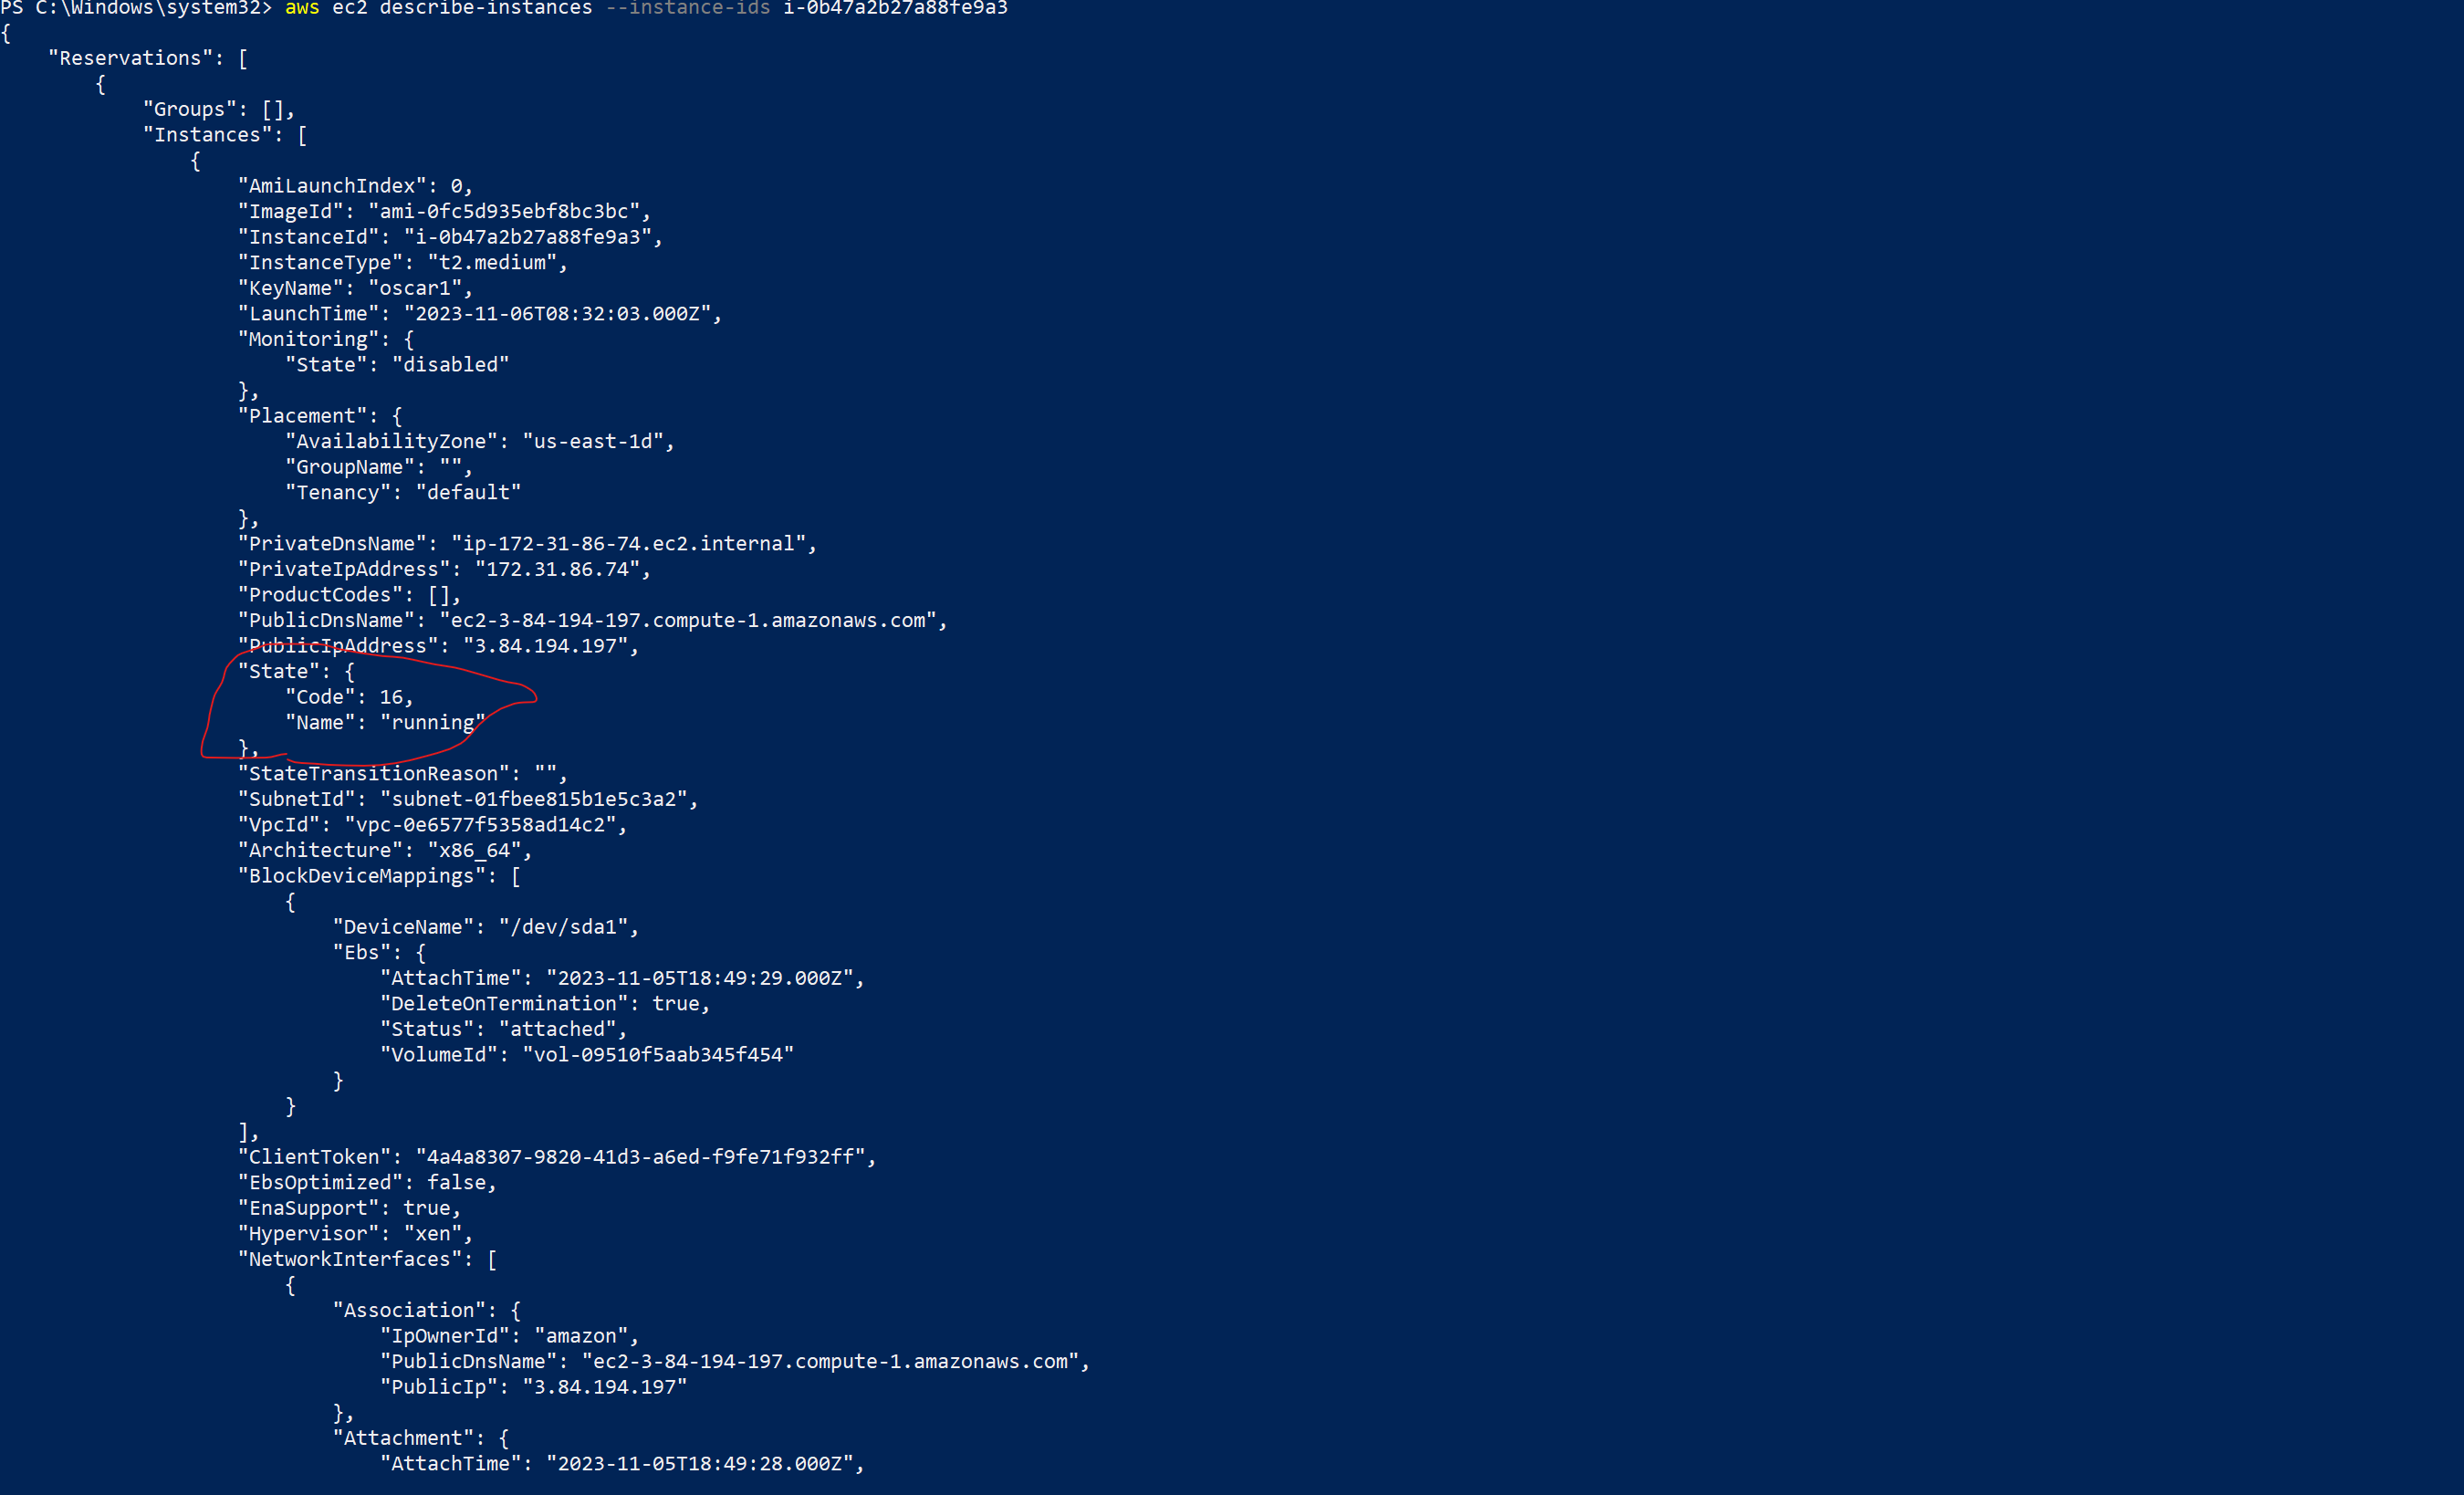 PS C:\Windows\system32> aws ec2 describe-instances --instance-ids i-0b47a2b27a88fe9a3
{
    "Reservations": [
        {
            "Groups": [],
            "Instances": [
                {
                    "AmiLaunchIndex": 0,
                    "ImageId": "ami-0fc5d935ebf8bc3bc",
                    "InstanceId": "i-0b47a2b27a88fe9a3",
                    "InstanceType": "t2.medium",
                    "KeyName": "oscar1",
                    "LaunchTime": "2023-11-06T08:32:03.000Z",
                    "Monitoring": {
                        "State": "disabled"
                    },
                    "Placement": {
                        "AvailabilityZone": "us-east-1d",
                        "GroupName": "",
                        "Tenancy": "default"
                    },
                    "PrivateDnsName": "ip-172-31-86-74.ec2.internal",
                    "PrivateIpAddress": "172.31.86.74",
                    "ProductCodes": [],
                    "PublicDnsName": "ec2-3-84-194-197.compute-1.amazonaws.com",
                    "PublicIpAddress": "3.84.194.197",
                    "State": {
                        "Code": 16,
                        "Name": "running"
                    },
                    "StateTransitionReason": "",
                    "SubnetId": "subnet-01fbee815b1e5c3a2",
                    "VpcId": "vpc-0e6577f5358ad14c2",
                    "Architecture": "x86_64",
                    "BlockDeviceMappings": [
                        {
                            "DeviceName": "/dev/sda1",
                            "Ebs": {
                                "AttachTime": "2023-11-05T18:49:29.000Z",
                                "DeleteOnTermination": true,
                                "Status": "attached",
                                "VolumeId": "vol-09510f5aab345f454"
                            }
                        }
                    ],
                    "ClientToken": "4a4a8307-9820-41d3-a6ed-f9fe71f932ff",
                    "EbsOptimized": false,
                    "EnaSupport": true,
                    "Hypervisor": "xen",
                    "NetworkInterfaces": [
                        {
                            "Association": {
                                "IpOwnerId": "amazon",
                                "PublicDnsName": "ec2-3-84-194-197.compute-1.amazonaws.com",
                                "PublicIp": "3.84.194.197"
                            },
                            "Attachment": {
                                "AttachTime": "2023-11-05T18:49:28.000Z",